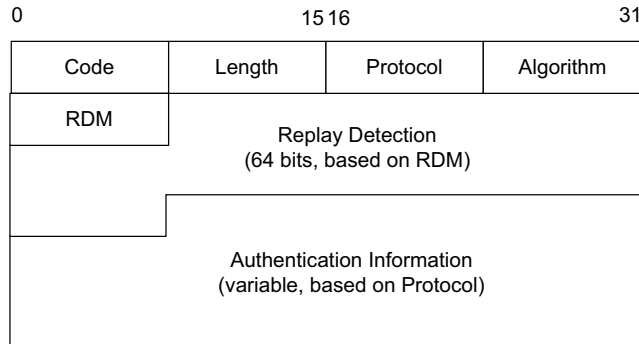 0 15 16 31
Code Length Protocol Algorithm
RDM
Replay Detection
(64 bits, based on RDM)
Authentication Information
(variable, based on Protocol)